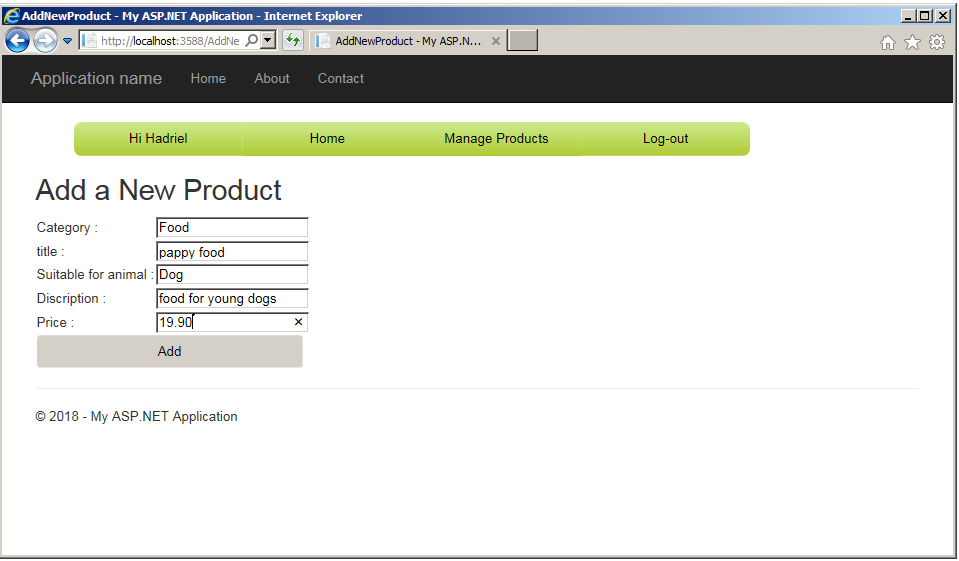 AddNewProduct - My ASP.NET Application - Internet Explorer
http://localhost:3588/AddNe
AddNewProduct - My ASP.N...
Application name Home About Contact
Hi Hadriel Home Manage Products Log-out
Add a New Product
Category : Food
title : pappy food
Suitable for animal : Dog
Discription : food for young dogs
Price : 19.90
Add
© 2018 - My ASP.NET Application